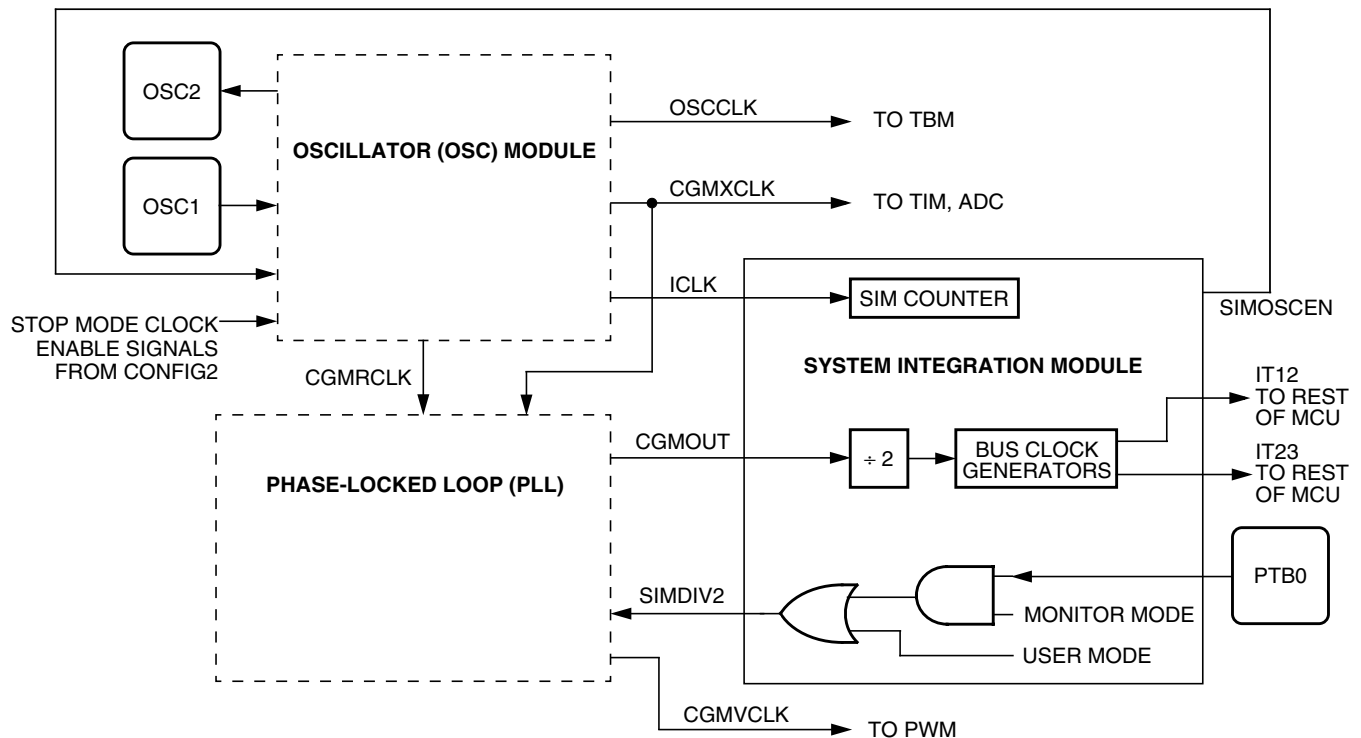 OSC2
OSCCLK
TO TBM
OSCILLATOR (OSC) MODULE
OSC1
CGMXCLK
TO TIM, ADC
ICLK
SIM COUNTER
SIMOSCEN
STOP MODE CLOCK
ENABLE SIGNALS
FROM CONFIG2
SYSTEM INTEGRATION MODULE
CGMRCLK
IT12
TO REST
OF MCU
CGMOUT
÷ 2
BUS CLOCK
GENERATORS
IT23
TO REST
OF MCU
PHASE-LOCKED LOOP (PLL)
PTB0
SIMDIV2
MONITOR MODE
USER MODE
CGMVCLK
TO PWM